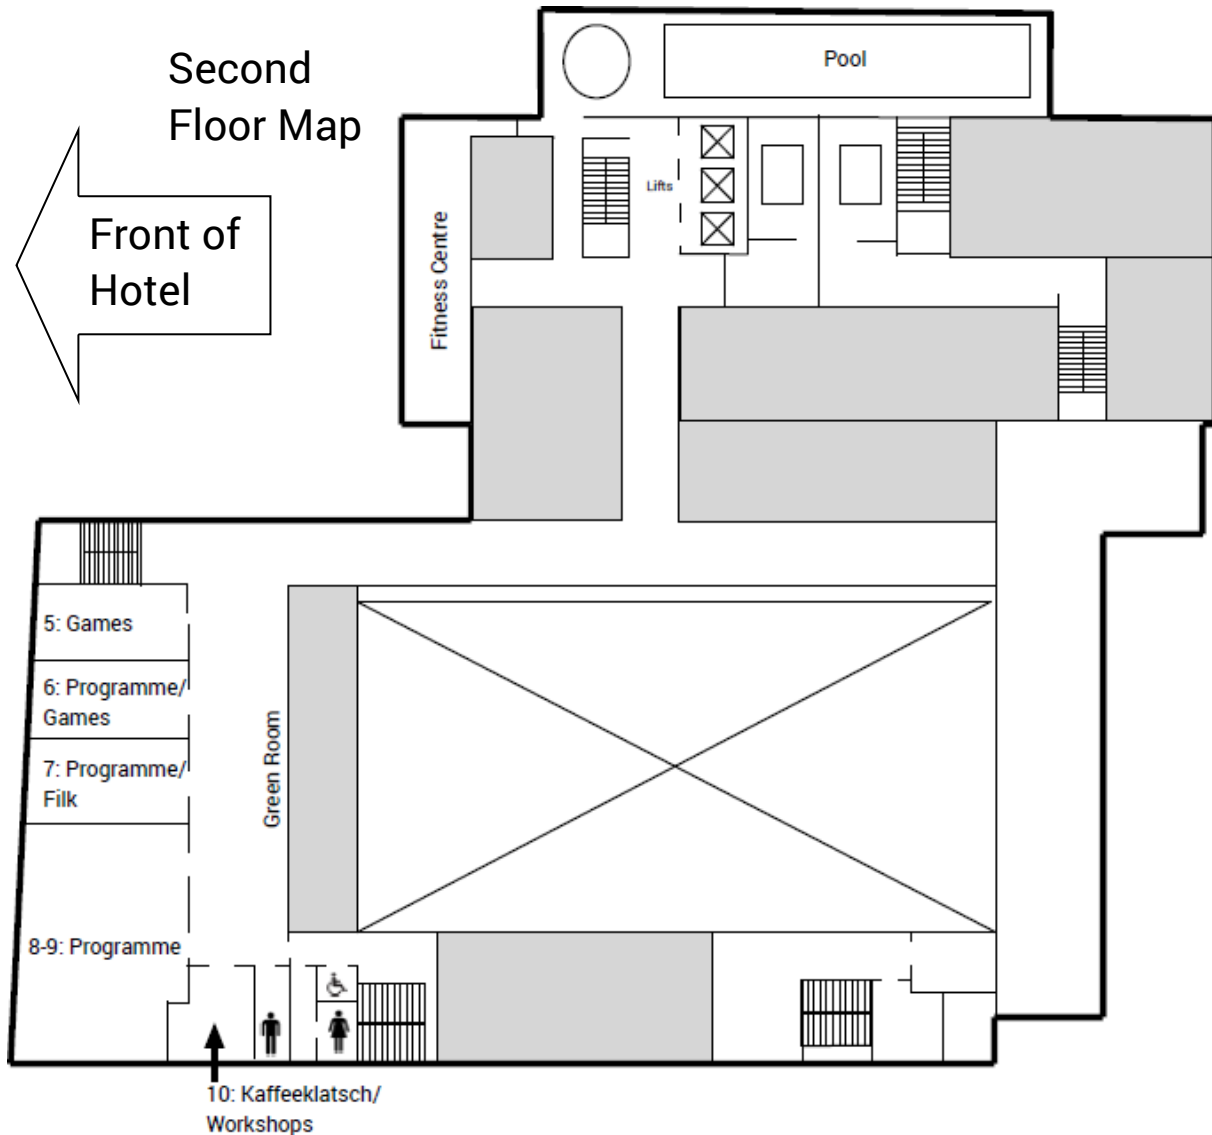 Second
Floor Map
Pool
Lifts
Front of
Hotel
Fitness Centre
5: Games
6: Programme/
Games
7: Programme/
Filk
Green Room
8-9: Programme
10: Kaffeeklatsch/
Workshops